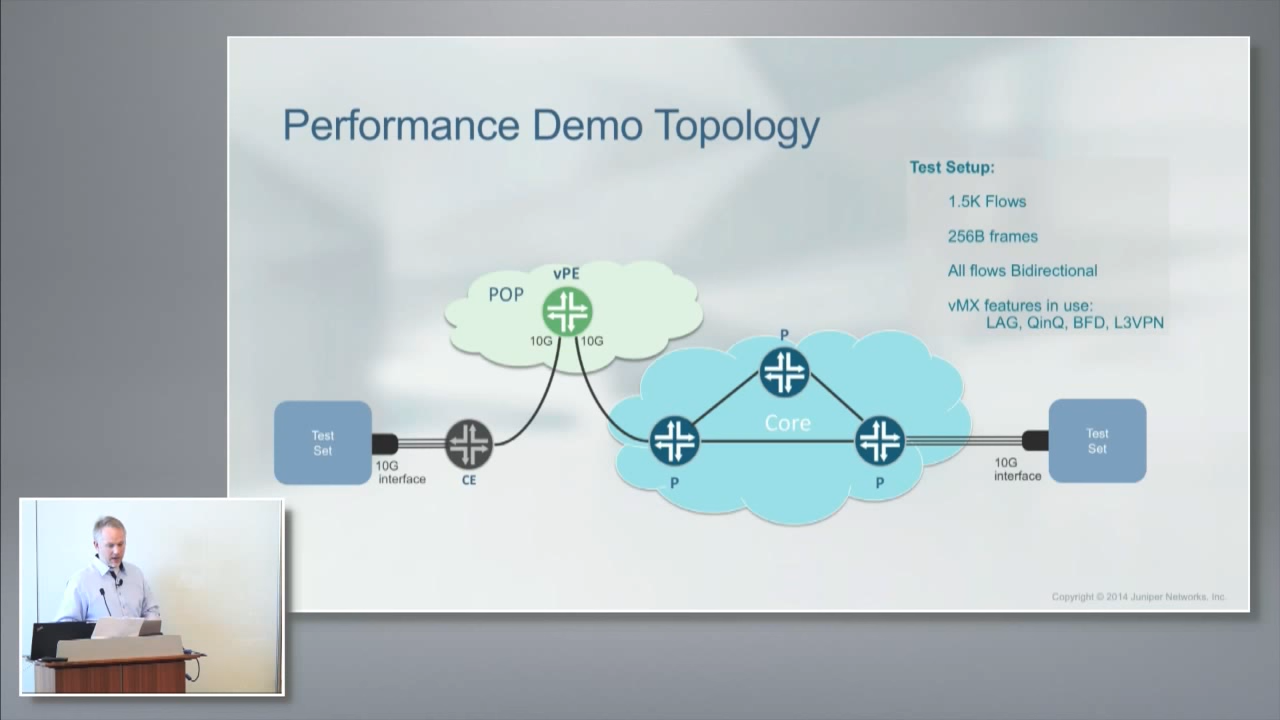 Performance Demo Topology
Test Setup:
1.5K Flows
256B frames
All flows Bidirectional
vMX features in use:
LAG, QinQ, BFD, L3VPN
vPE
POP
10G
10G
P
Core
Test
Set
10G
interface
CE
P
P
10G
interface
Test
Set
Copyright © 2014 Juniper Networks, Inc.